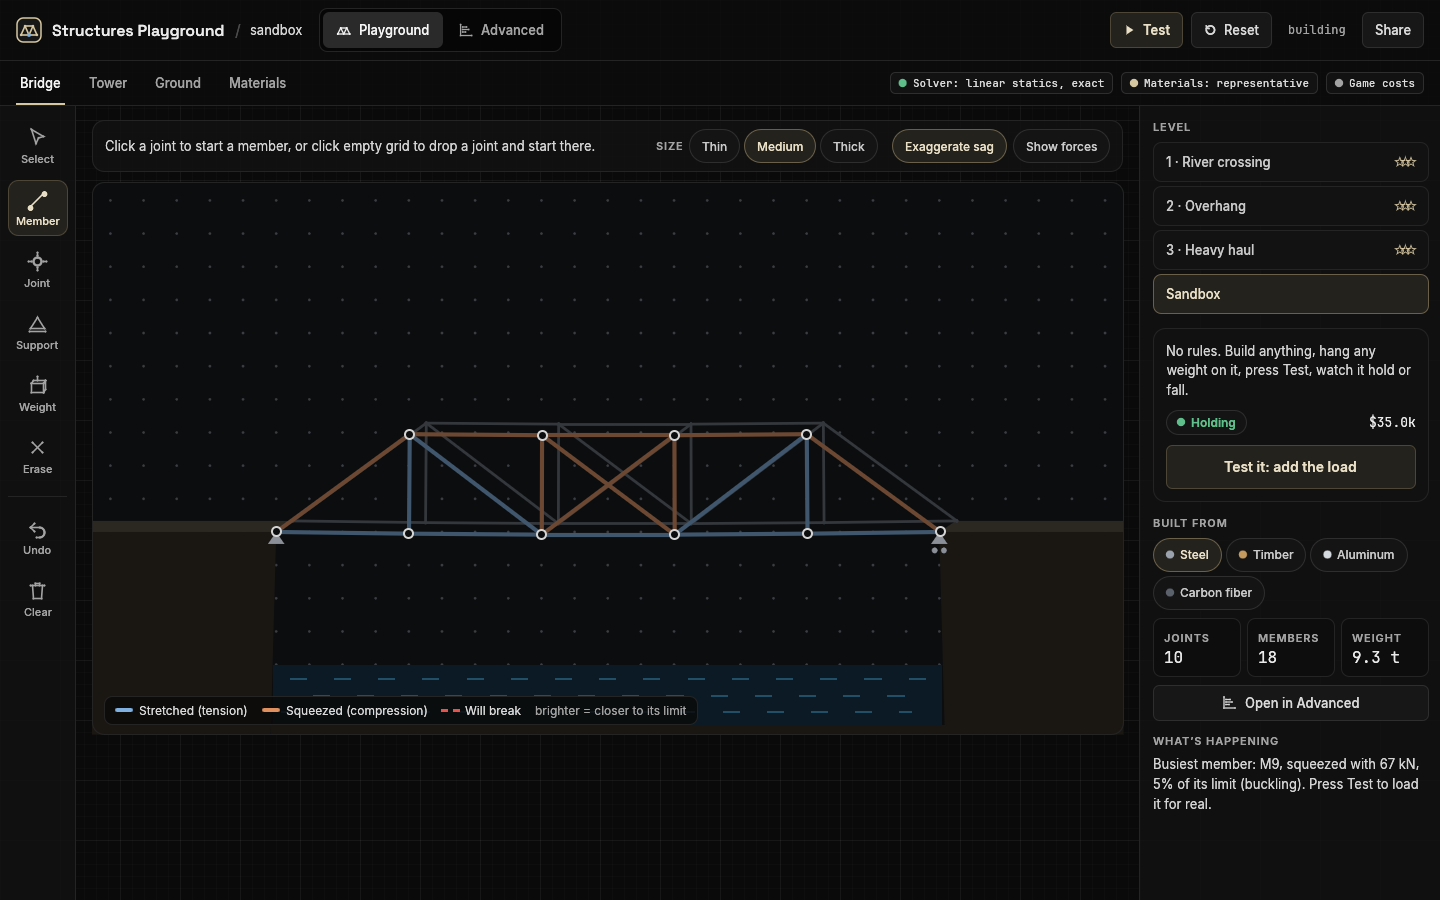 Structures Playground / sandbox
Playground
Advanced
Test
Reset
building
Share
Bridge
Tower
Ground
Materials
Solver: linear statics, exact
Materials: representative
Game costs
Select
Member
Joint
Support
Weight
Erase
Undo
Clear
Click a joint to start a member, or click empty grid to drop a joint and start there.
SIZE
Thin
Medium
Thick
Exaggerate sag
Show forces
Stretched (tension)
Squeezed (compression)
Will break
brighter = closer to its limit
LEVEL
1 · River crossing
2 · Overhang
3 · Heavy haul
Sandbox
No rules. Build anything, hang any
weight on it, press Test, watch it hold or
fall.
Holding
$35.0k
Test it: add the load
BUILT FROM
Steel
Timber
Aluminum
Carbon fiber
JOINTS
10
MEMBERS
18
WEIGHT
9.3 t
Open in Advanced
WHAT'S HAPPENING
Busiest member: M9, squeezed with 67 kN,
5% of its limit (buckling). Press Test to load
it for real.